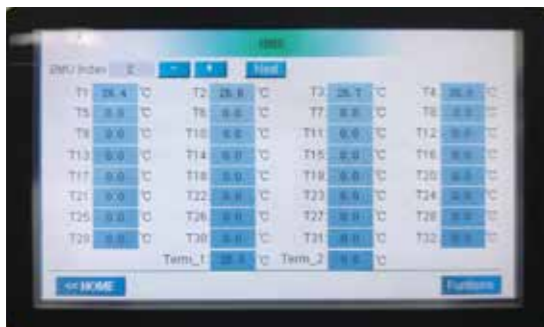 BMU Index 2 - + Next
T1 ℃ T2 ℃ T3 ℃ T4 ℃
T5 0.0 ℃ T6 0.0 ℃ T7 0.0 ℃ T8 0.0 ℃
T9 0.0 ℃ T10 0.0 ℃ T11 0.0 ℃ T12 0.0 ℃
T13 0.0 ℃ T14 0.0 ℃ T15 0.0 ℃ T16 0.0 ℃
T17 0.0 ℃ T18 0.0 ℃ T19 0.0 ℃ T20 0.0 ℃
T21 0.0 ℃ T22 0.0 ℃ T23 0.0 ℃ T24 0.0 ℃
T25 0.0 ℃ T26 0.0 ℃ T27 0.0 ℃ T28 0.0 ℃
T29 0.0 ℃ T30 0.0 ℃ T31 0.0 ℃ T32 0.0 ℃
Term_1 ℃ Term_2 ℃
<< HOME